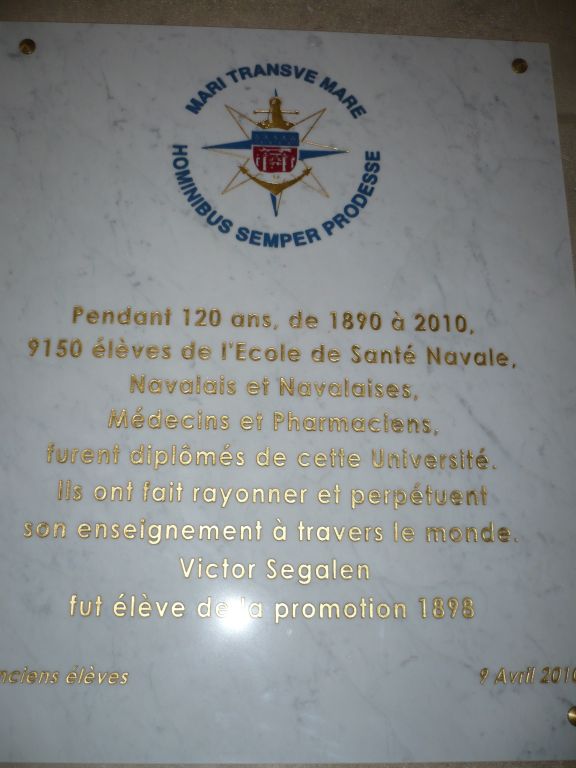 MARI TRANSVE MARE
HOMINIBUS SEMPER PRODESSE
Pendant 120 ans, de 1890 à 2010,
9150 élèves de l'Ecole de Santé Navale,
Navalais et Navalaises,
Médecins et Pharmaciens,
furent diplômés de cette Université.
Ils ont fait rayonner et perpétuent
son enseignement à travers le monde.
Victor Segalen
fut élève de la promotion 1898
nciens élèves
9 Avril 2010